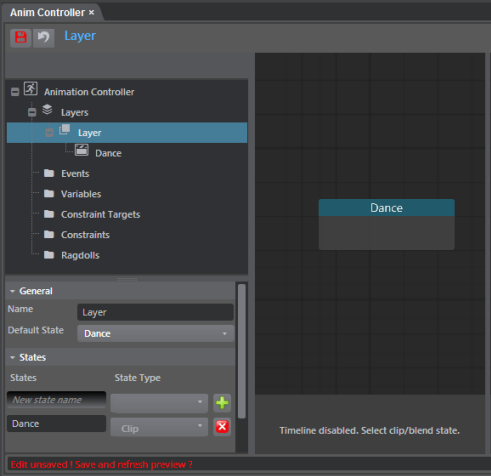 Anim Controller ×
Layer
Animation Controller
Layers
Layer
Dance
Events
Variables
Constraint Targets
Constraints
Ragdolls
Dance
General
Name
Layer
Default State
Dance
States
States
State Type
New state name
Dance
Clip
Timeline disabled. Select clip/blend state.
Edit unsaved ! Save and refresh preview ?